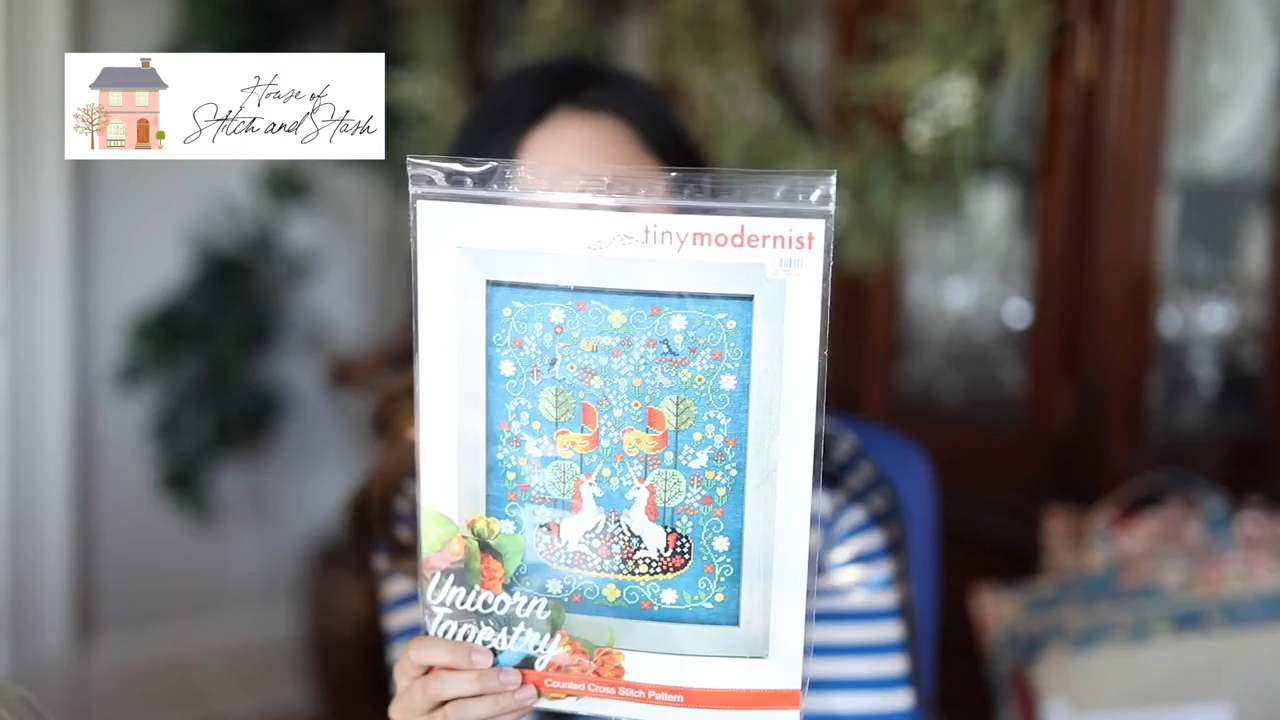 House of
Stitch and Stash
tinymodernist
Unicorn
Tapestry
Counted Cross Stitch Pattern